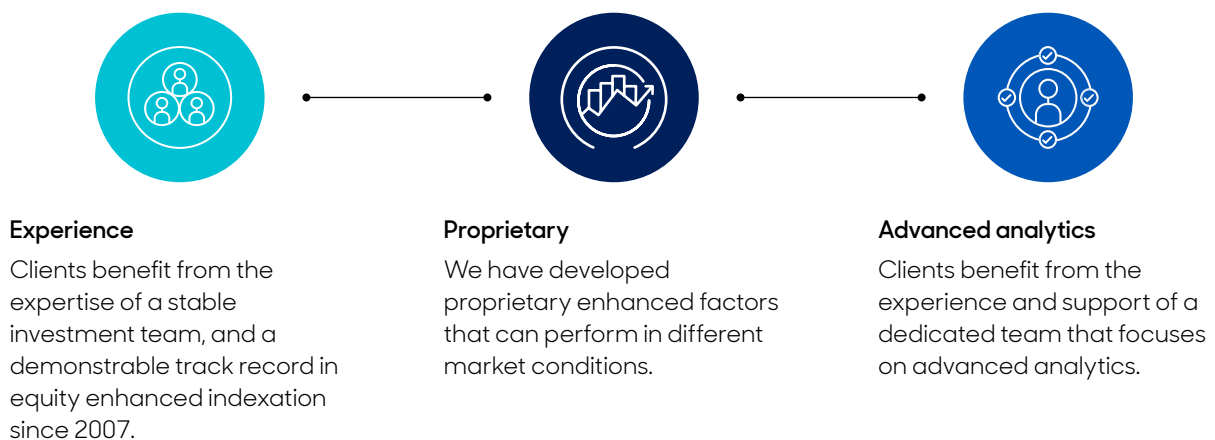 Experience
Clients benefit from the
expertise of a stable
investment team, and a
demonstrable track record in
equity enhanced indexation
since 2007.
Proprietary
We have developed
proprietary enhanced factors
that can perform in different
market conditions.
Advanced analytics
Clients benefit from the
experience and support of a
dedicated team that focuses
on advanced analytics.